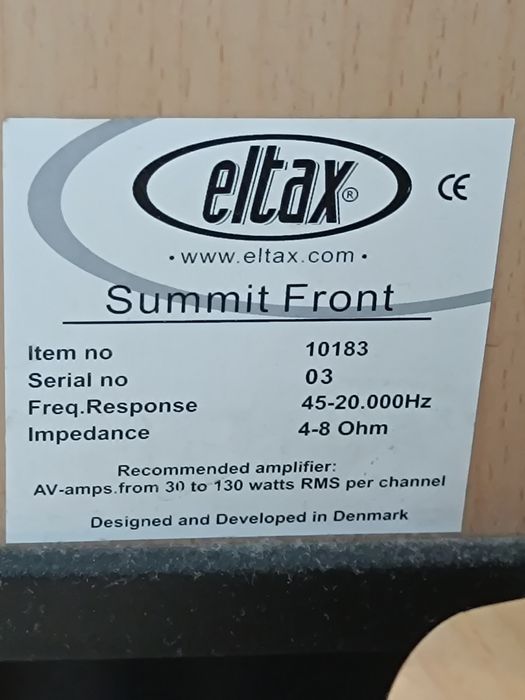 eltax®
• www.eltax.com •
CE
Summit Front
Item no 10183
Serial no 03
Freq.Response 45-20.000Hz
Impedance 4-8 Ohm
Recommended amplifier:
AV-amps.from 30 to 130 watts RMS per channel
Designed and Developed in Denmark